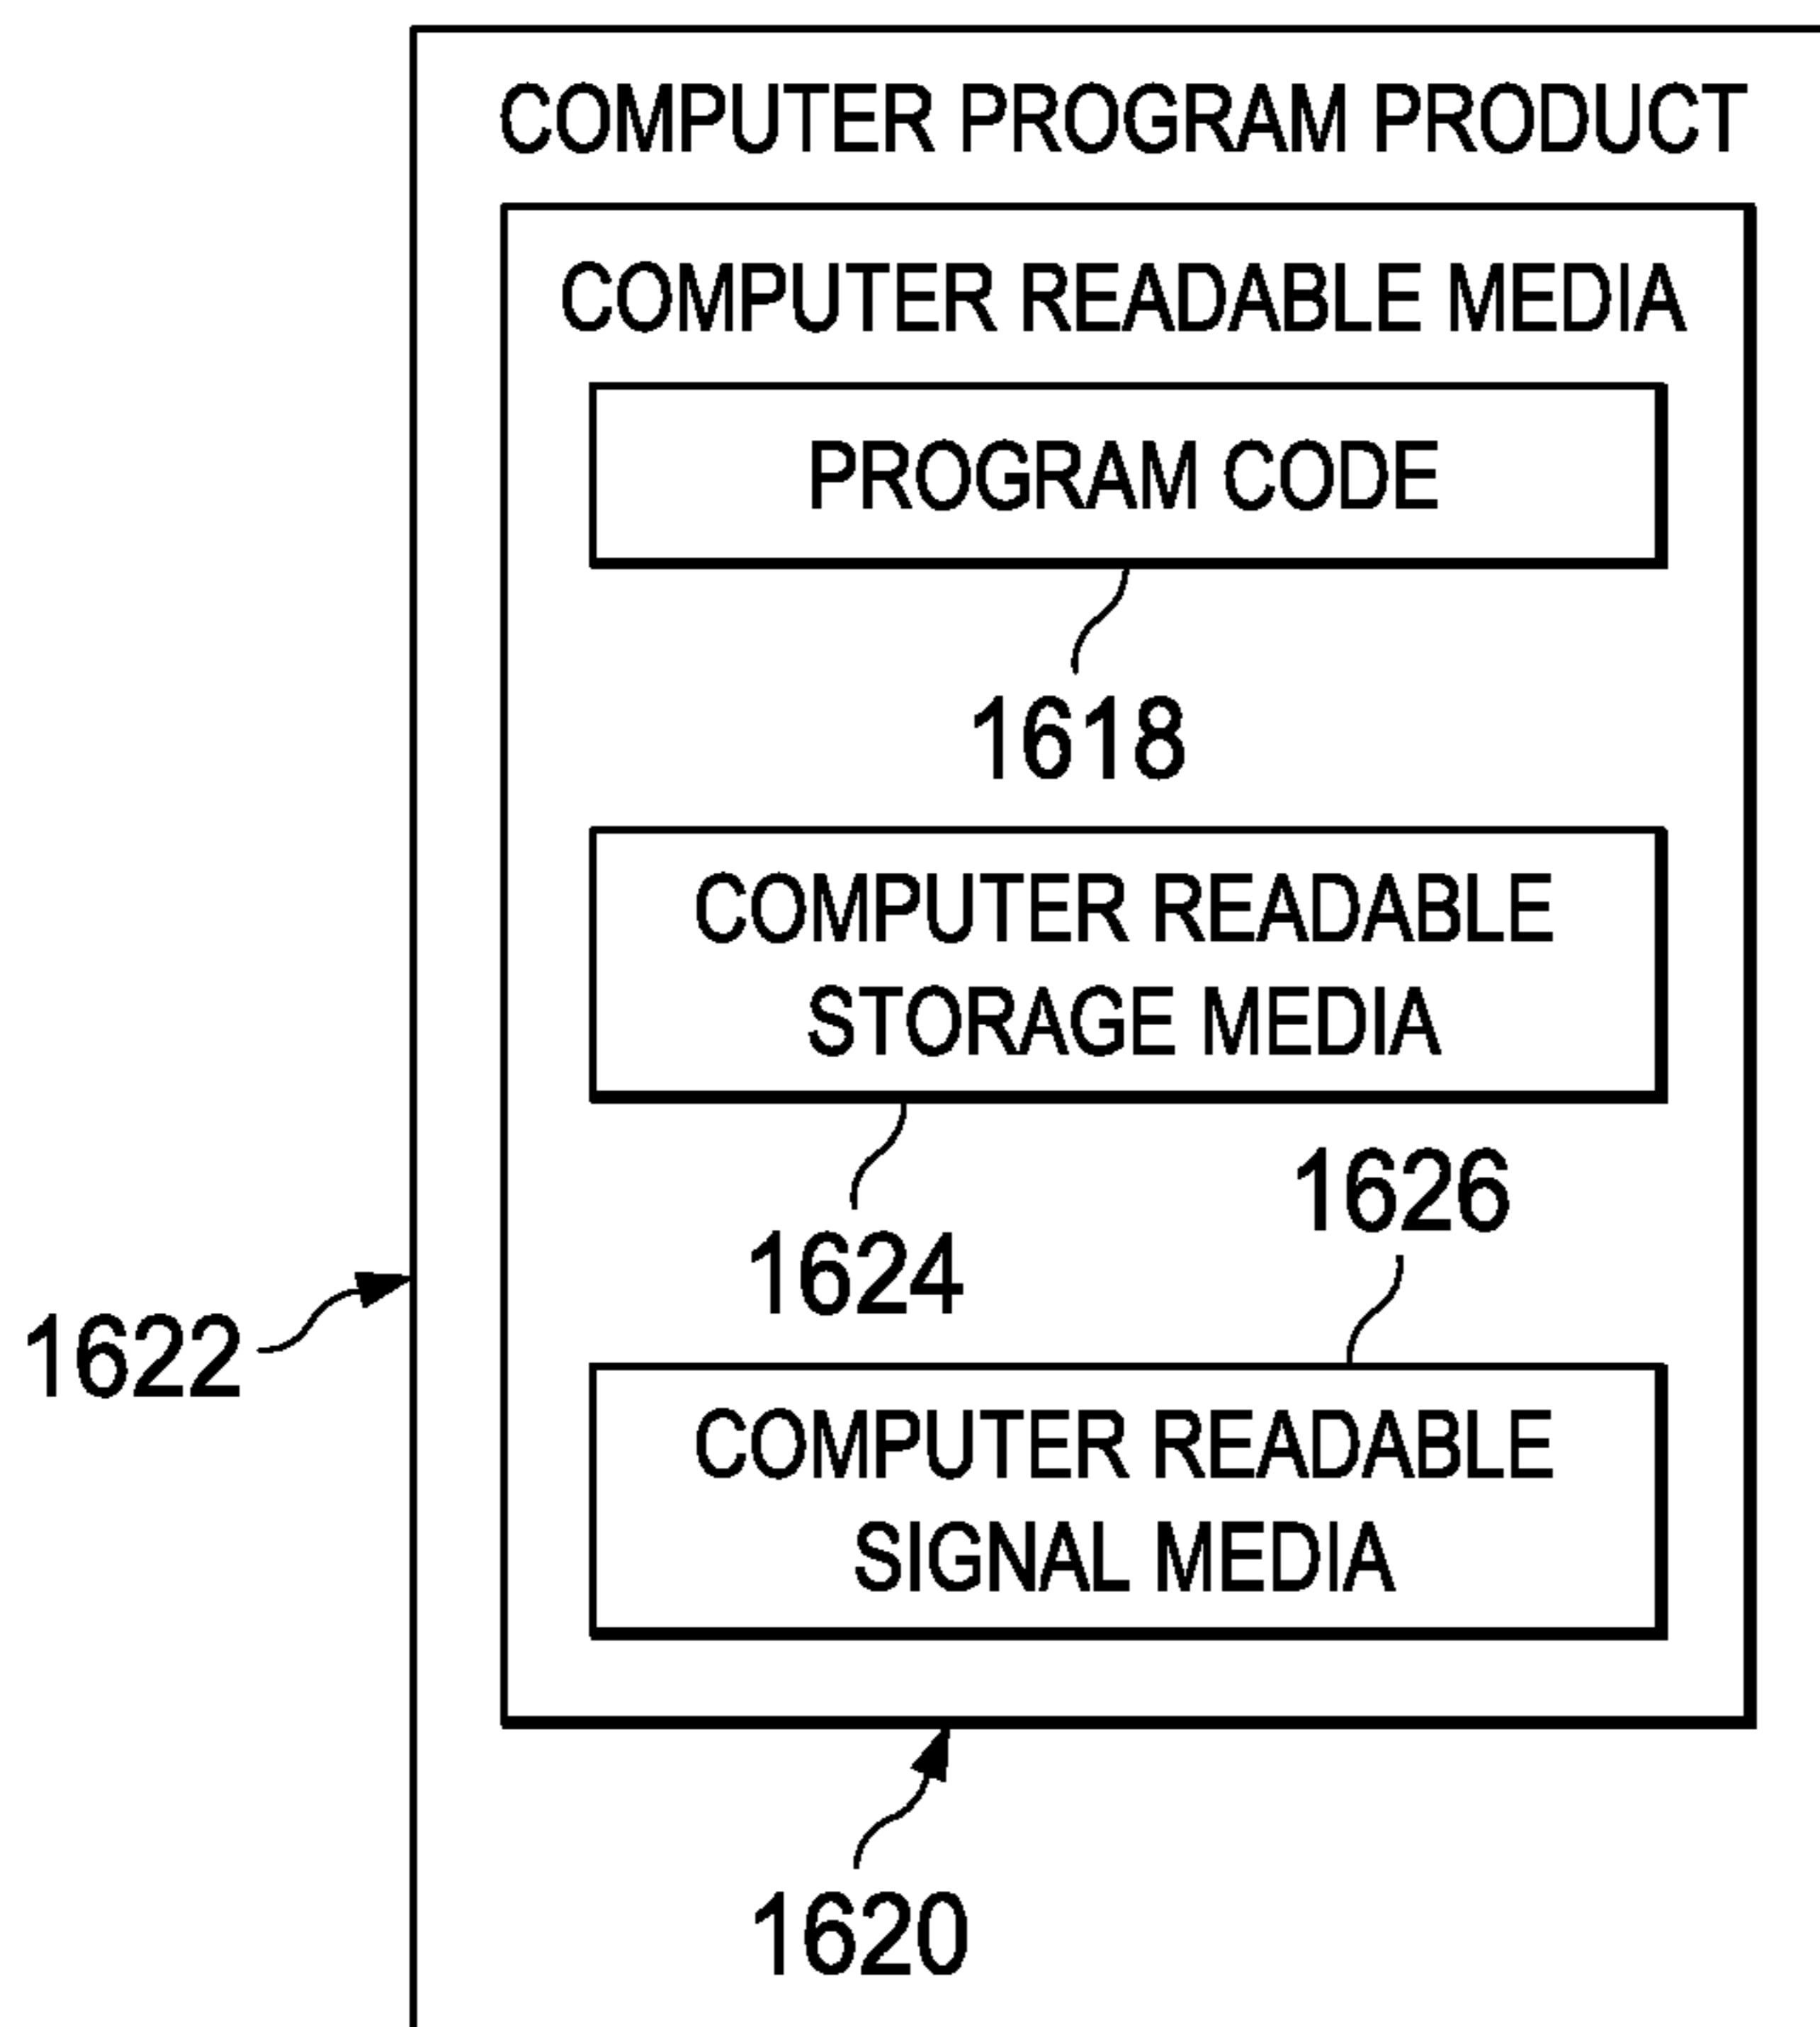 COMPUTER PROGRAM PRODUCT
COMPUTER READABLE MEDIA
PROGRAM CODE
1618
COMPUTER READABLE
STORAGE MEDIA
1626
1624
1622
COMPUTER READABLE
SIGNAL MEDIA
1620